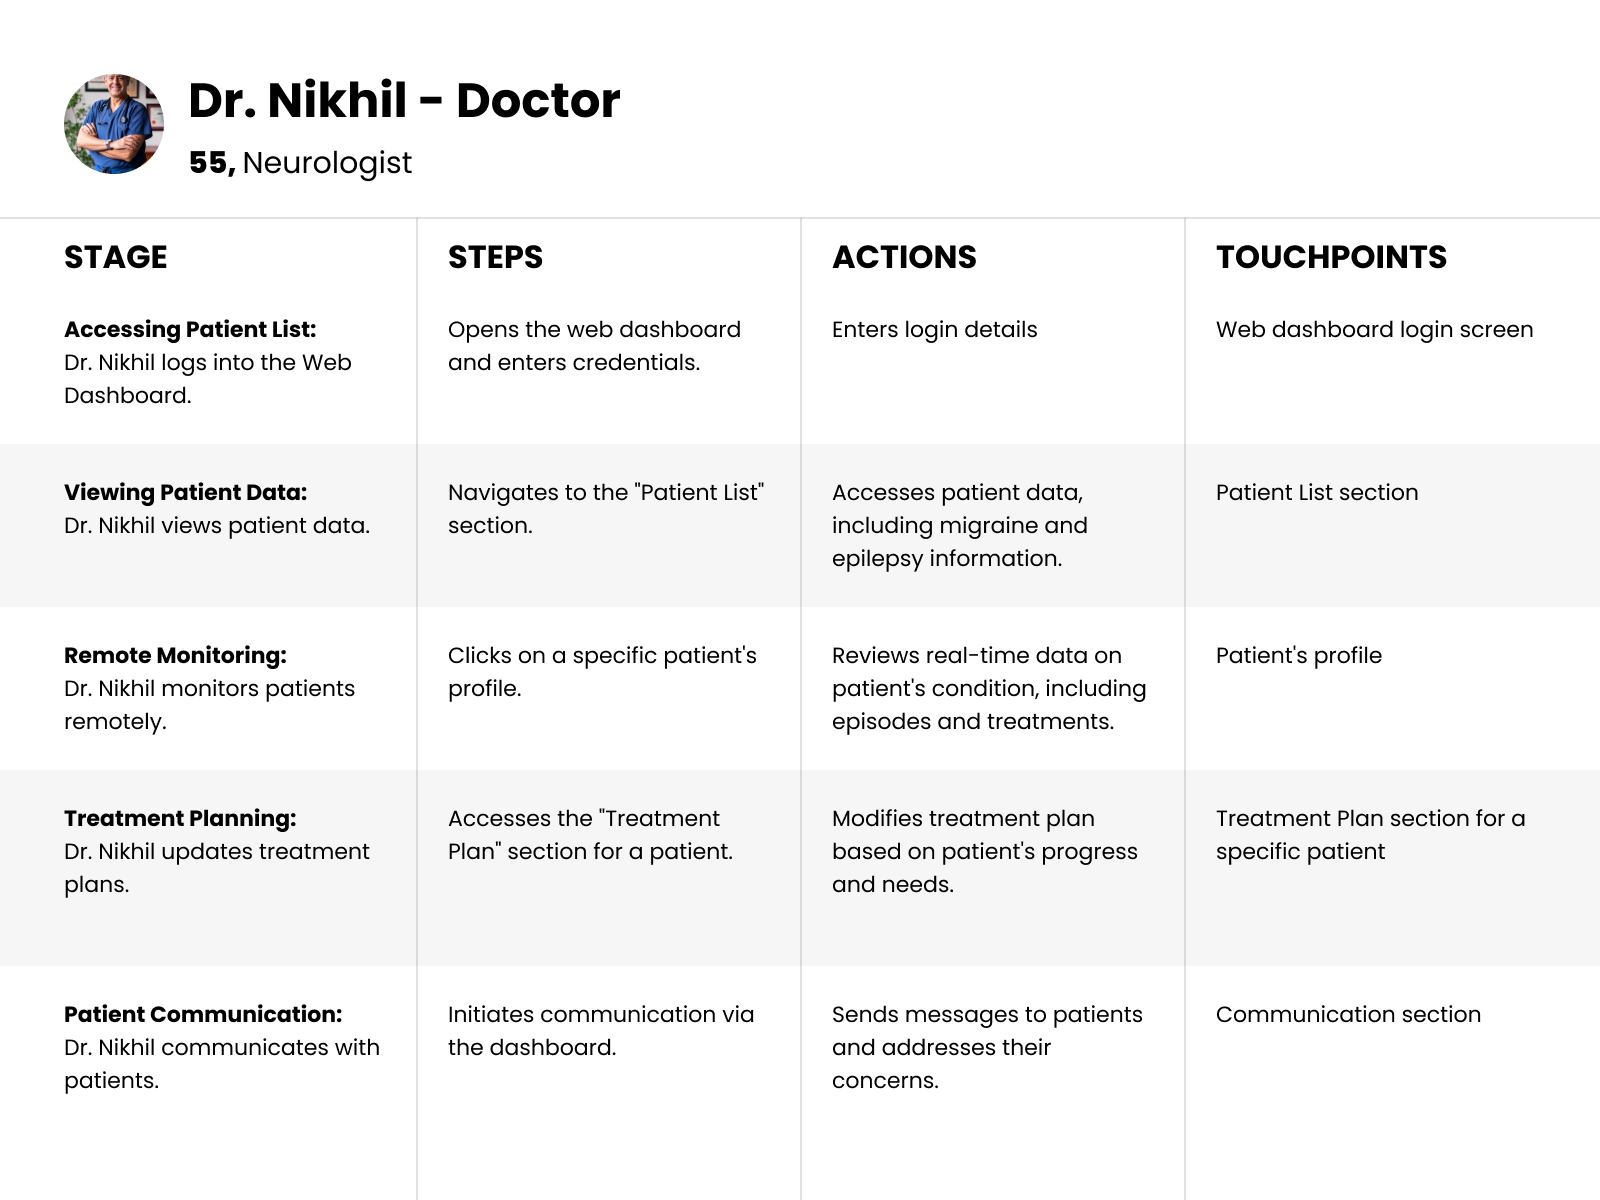 Dr. Nikhil - Doctor
55, Neurologist
STAGE
STEPS
ACTIONS
TOUCHPOINTS
Accessing Patient List:
Dr. Nikhil logs into the Web
Dashboard.
Opens the web dashboard
and enters credentials.
Enters login details
Web dashboard login screen
Viewing Patient Data:
Dr. Nikhil views patient data.
Navigates to the "Patient List"
section.
Accesses patient data,
including migraine and
epilepsy information.
Patient List section
Remote Monitoring:
Dr. Nikhil monitors patients
remotely.
Clicks on a specific patient's
profile.
Reviews real-time data on
patient's condition, including
episodes and treatments.
Patient's profile
Treatment Planning:
Dr. Nikhil updates treatment
plans.
Accesses the "Treatment
Plan" section for a patient.
Modifies treatment plan
based on patient's progress
and needs.
Treatment Plan section for a
specific patient
Patient Communication:
Dr. Nikhil communicates with
patients.
Initiates communication via
the dashboard.
Sends messages to patients
and addresses their
concerns.
Communication section